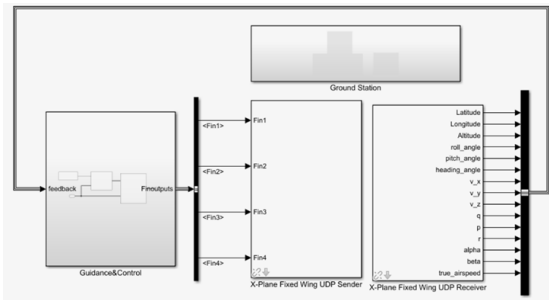 Ground Station
feedback
Finoutputs
Guidance&Control
<Fin1>
<Fin2>
<Fin3>
<Fin4>
Fin1
Fin2
Fin3
Fin4
X-Plane Fixed Wing UDP Sender
Latitude
Longitude
Altitude
roll_angle
pitch_angle
heading_angle
v_x
v_y
v_z
q
p
r
alpha
beta
true_airspeed
X-Plane Fixed Wing UDP Receiver